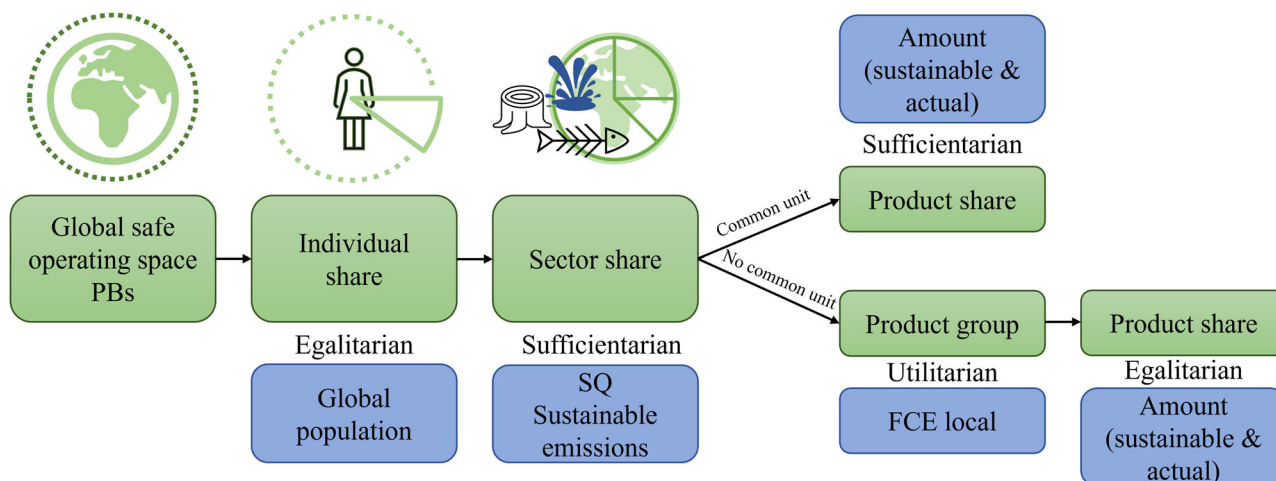 Global safe
operating space
PBs
Individual
share
Egalitarian
Global
population
Sector share
Sufficientarian
SQ
Sustainable
emissions
Common unit
No common unit
Amount
(sustainable &
actual)
Sufficientarian
Product share
Product group
Utilitarian
FCE local
Product share
Egalitarian
Amount
(sustainable &
actual)